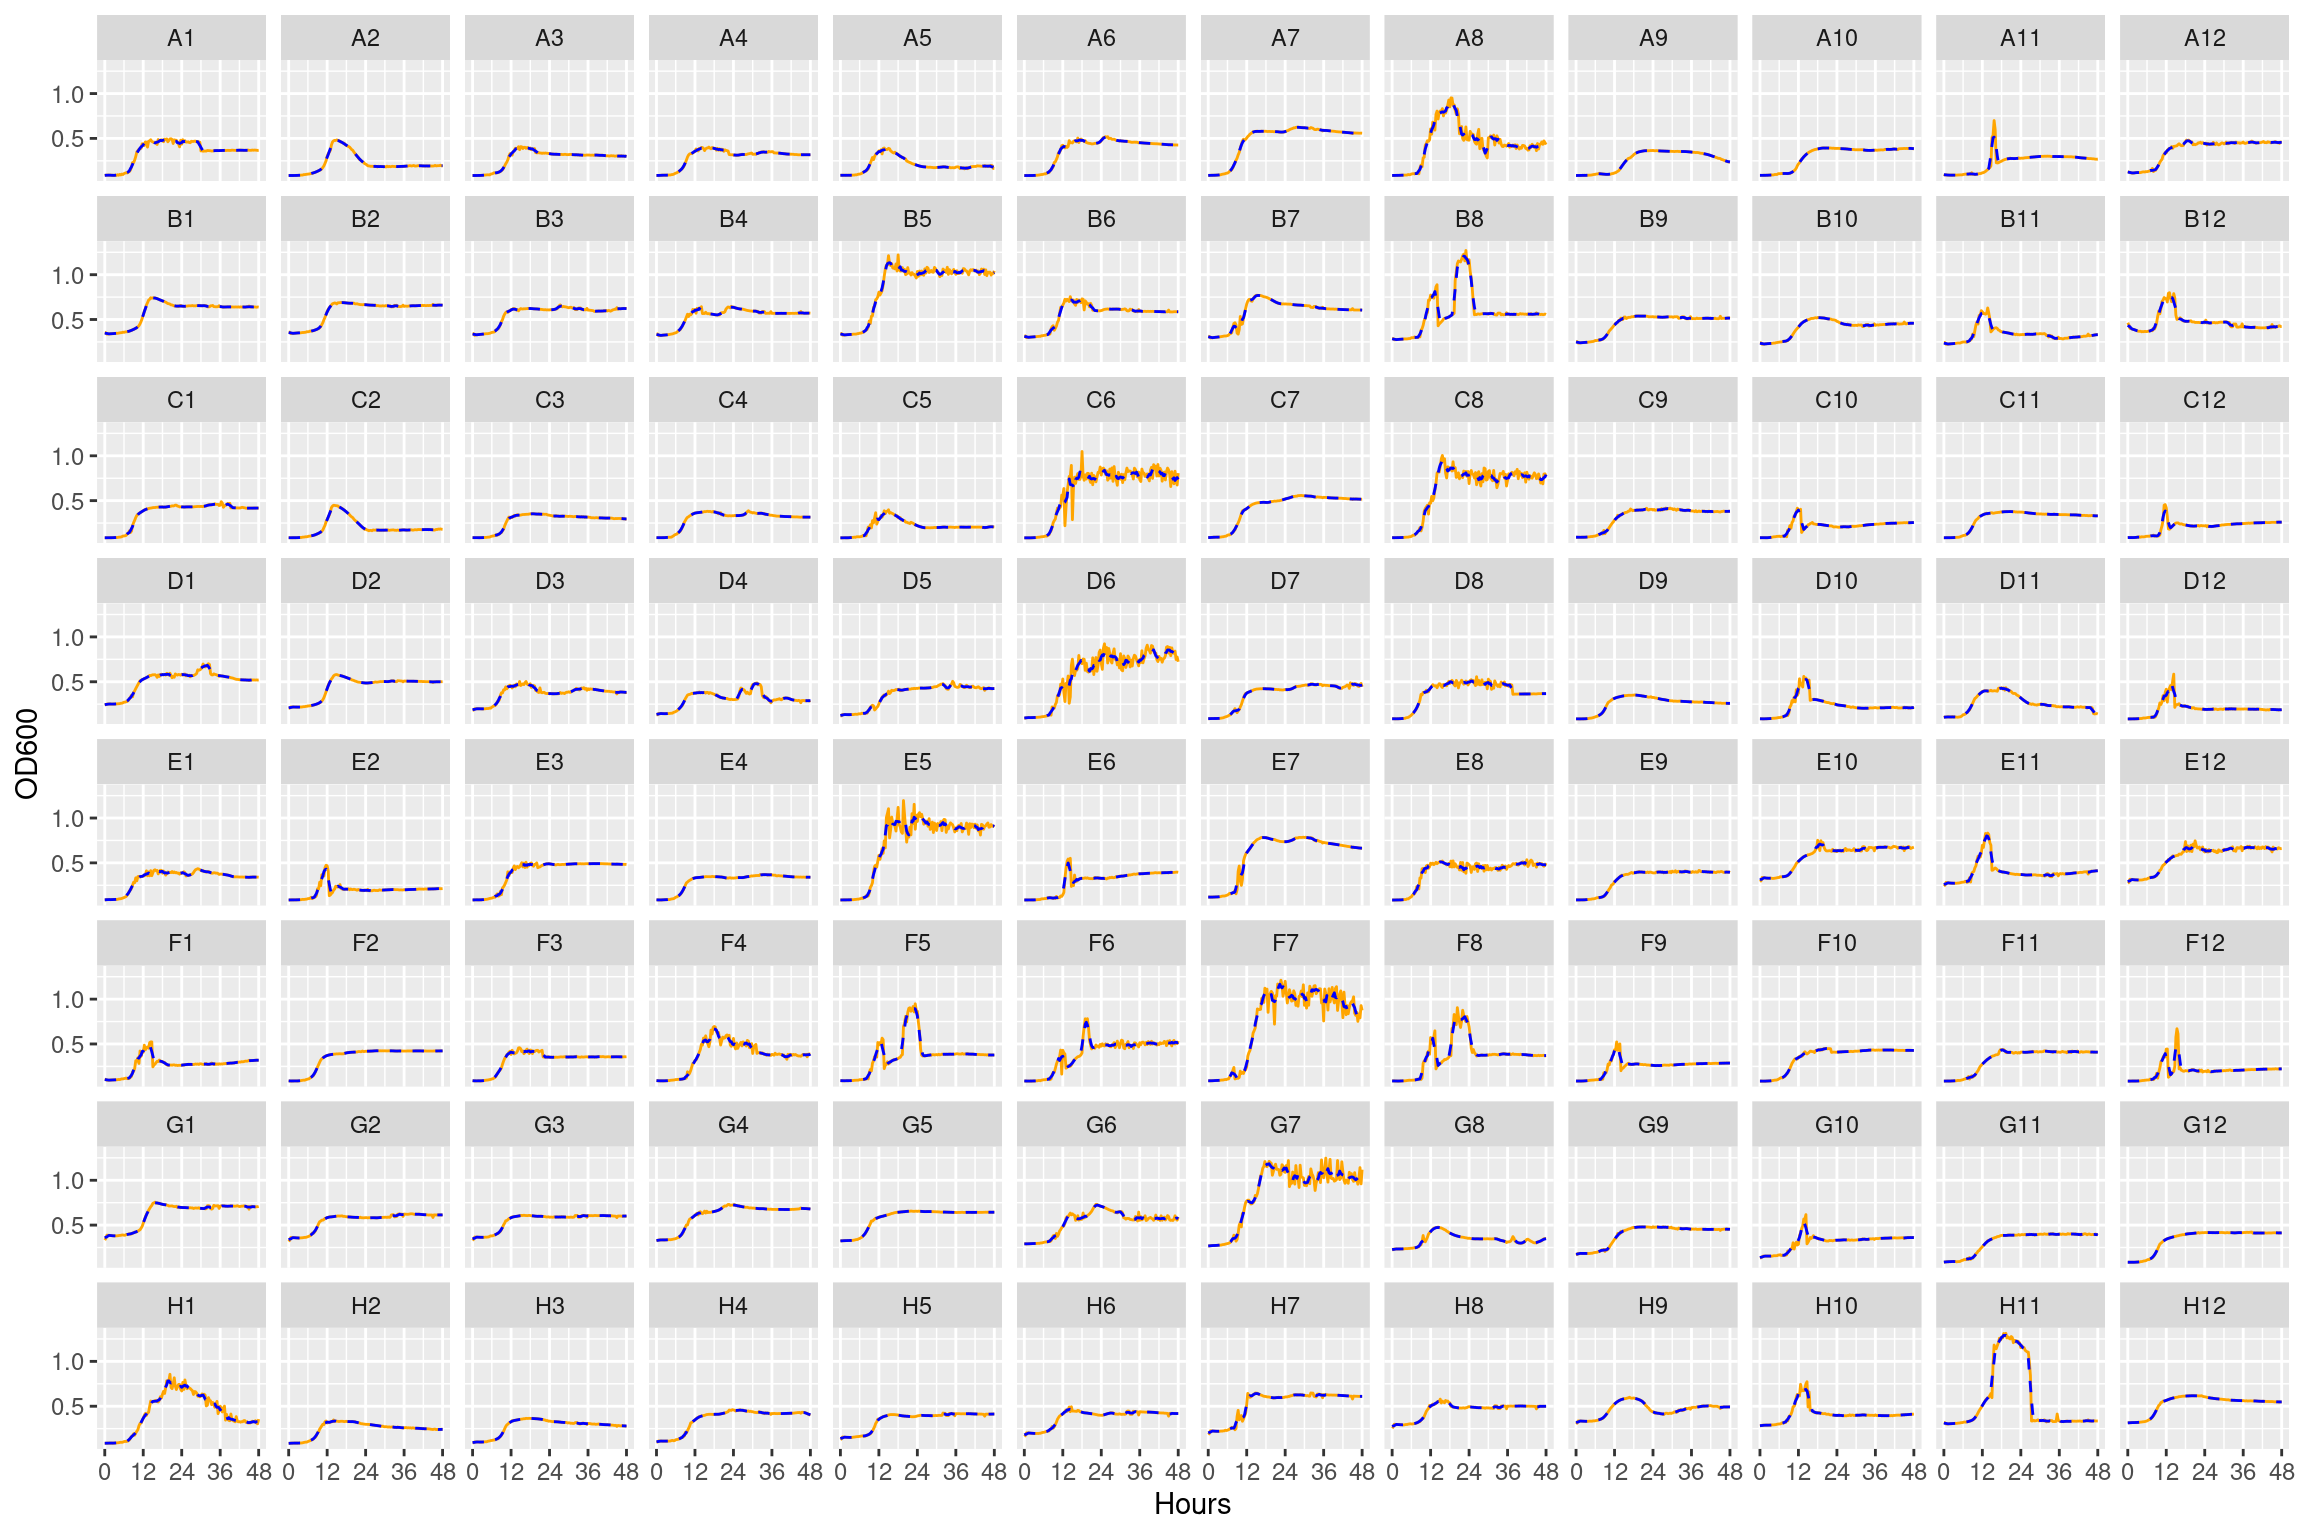 A1 A2 A3 A4 A5 A6 A7 A8 A9 A10 A11 A12
1.0
0.5
B1 B2 B3 B4 B5 B6 B7 B8 B9 B10 B11 B12
1.0
0.5
C1 C2 C3 C4 C5 C6 C7 C8 C9 C10 C11 C12
1.0
0.5
D1 D2 D3 D4 D5 D6 D7 D8 D9 D10 D11 D12
1.0
0.5
OD600
E1 E2 E3 E4 E5 E6 E7 E8 E9 E10 E11 E12
1.0
0.5
F1 F2 F3 F4 F5 F6 F7 F8 F9 F10 F11 F12
1.0
0.5
G1 G2 G3 G4 G5 G6 G7 G8 G9 G10 G11 G12
1.0
0.5
H1 H2 H3 H4 H5 H6 H7 H8 H9 H10 H11 H12
1.0
0.5
0 12 24 36 48 0 12 24 36 48 0 12 24 36 48 0 12 24 36 48 0 12 24 36 48 0 12 24 36 48 0 12 24 36 48 0 12 24 36 48 0 12 24 36 48 0 12 24 36 48 0 12 24 36 48 0 12 24 36 48
Hours